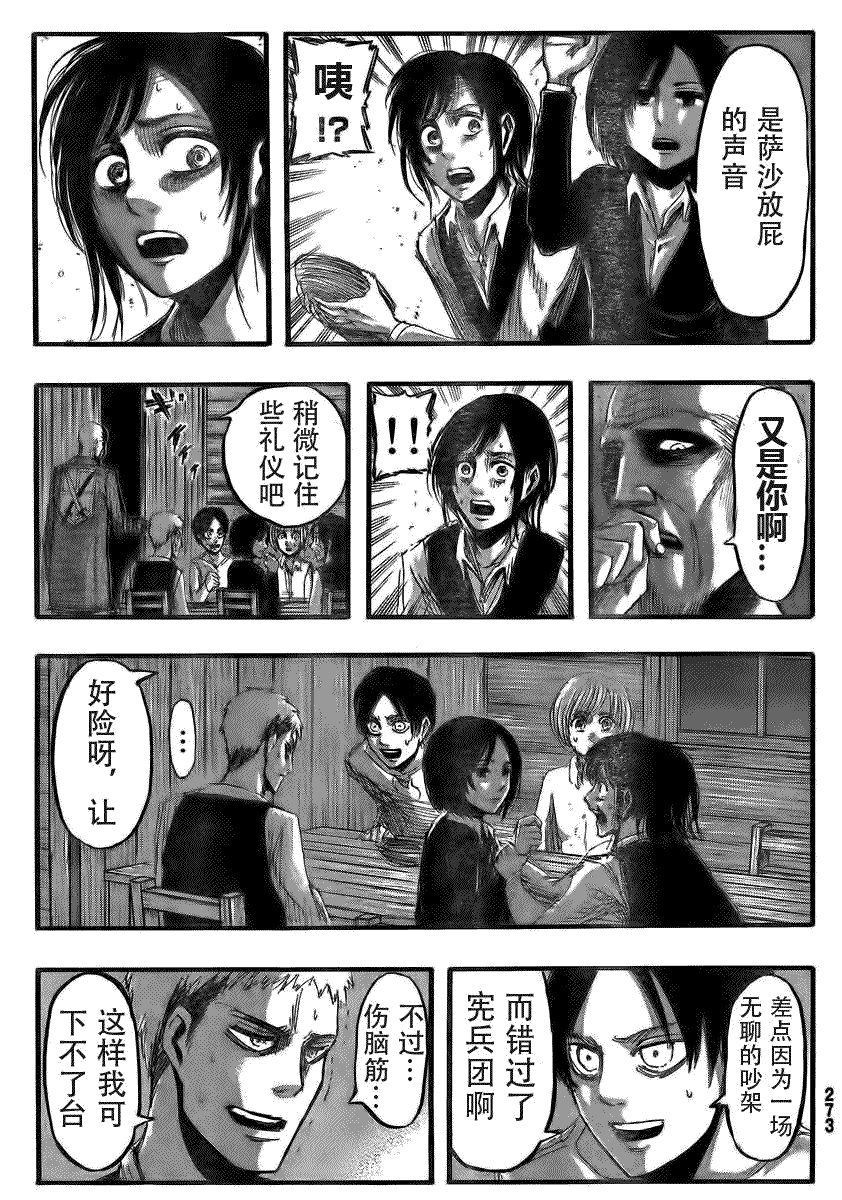 是萨沙放屁
的声音
咦
!?
又是你啊…
!!
稍微记住
些礼仪吧
…
好险呀,让
差点因为一场
无聊的吵架
而错过了
宪兵团啊
不过…
伤脑筋…
这样我可
下不了台
273